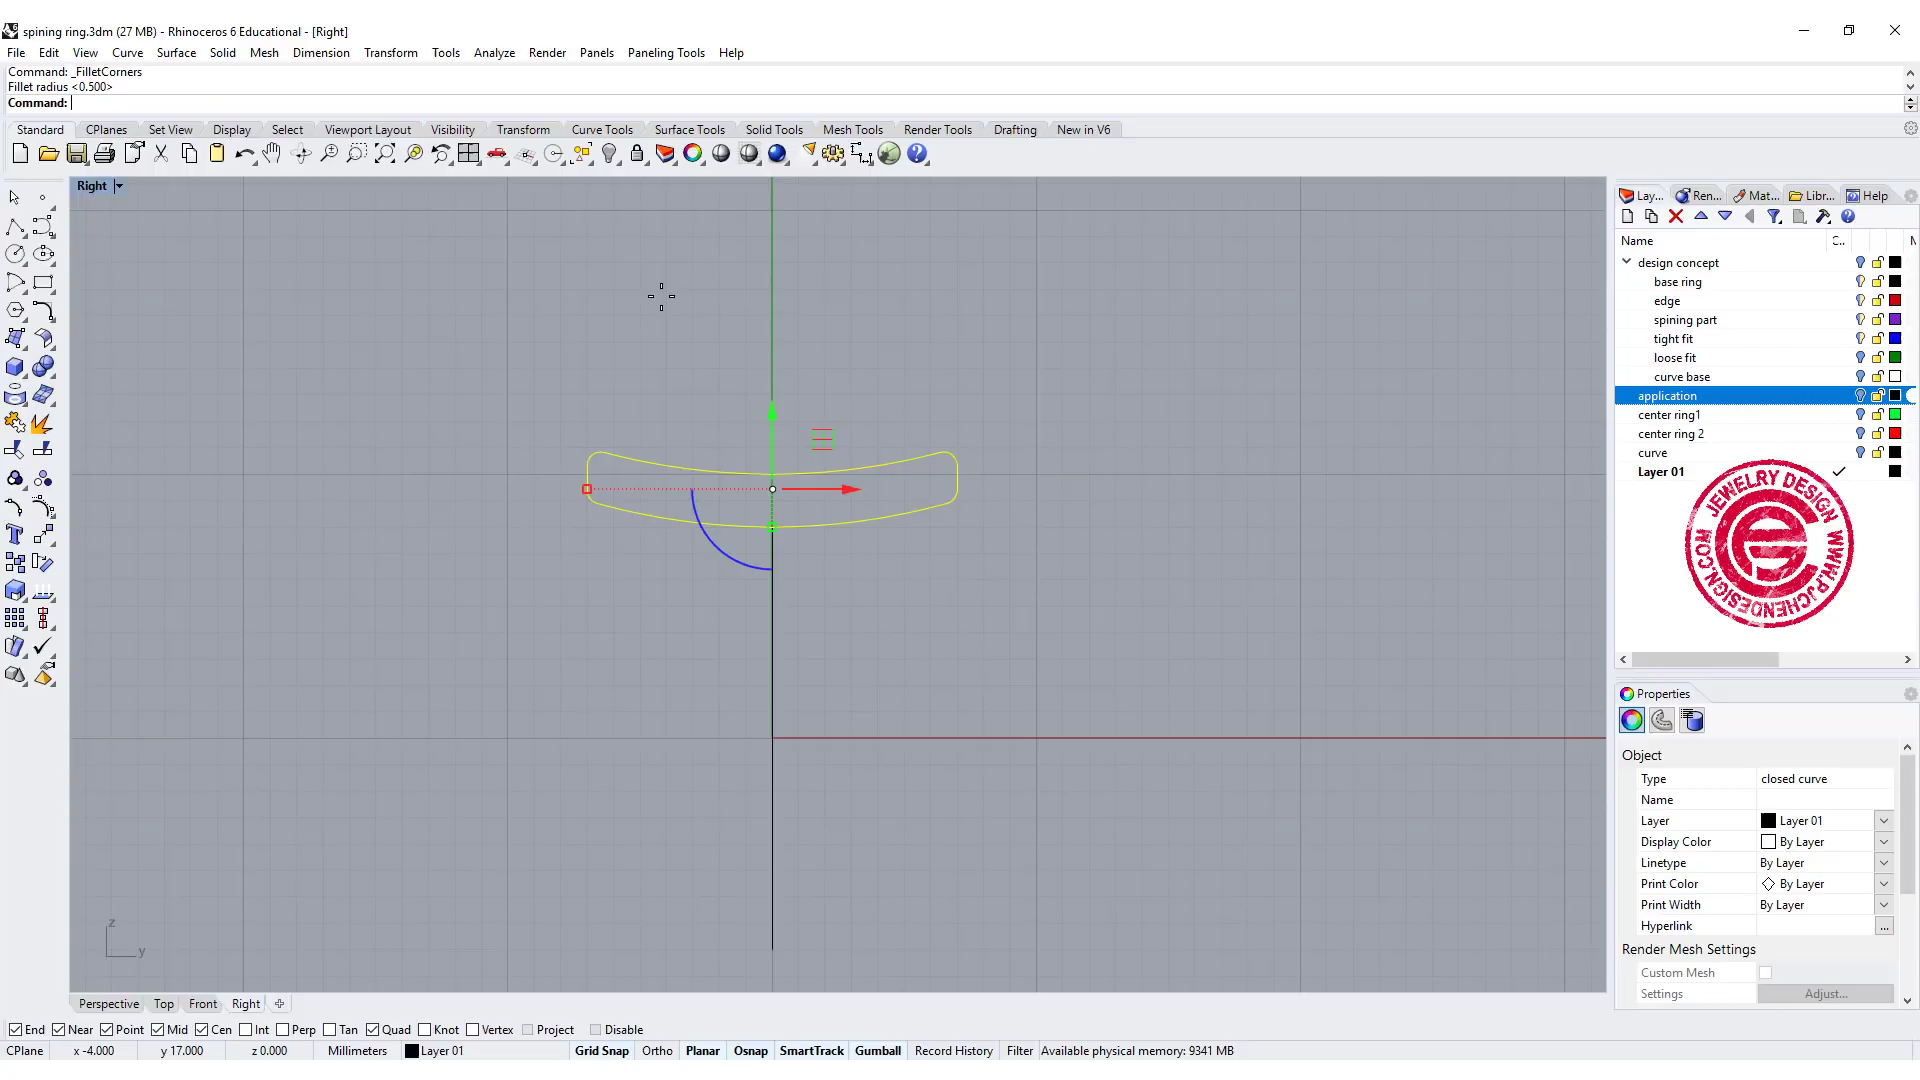 spining ring.3dm (27 MB) - Rhinoceros 6 Educational - [Right]
File Edit View Curve Surface Solid Mesh Dimension Transform Tools Analyze Render Panels Paneling Tools Help
Command: _FilletCorners
Fillet radius <0.500>
Command:
Standard CPlanes Set View Display Select Viewport Layout Visibility Transform Curve Tools Surface Tools Solid Tools Mesh Tools Render Tools Drafting New in V6
Right
Lay... Ren... Mat... Libr... Help
Name C.. M
design concept
base ring
edge
spining part
tight fit
loose fit
curve base
application
center ring1
center ring 2
curve
Layer 01
JEWELRY DESIGN
WWW.PJCHENDESIGN.COM
Properties
Object
Type closed curve
Name
Layer Layer 01
Display Color By Layer
Linetype By Layer
Print Color By Layer
Print Width By Layer
Hyperlink ...
Render Mesh Settings
Custom Mesh
Settings Adjust...
z
y
Perspective Top Front Right
End Near Point Mid Cen Int Perp Tan Quad Knot Vertex Project Disable
CPlane x -4.000 y 17.000 z 0.000 Millimeters Layer 01 Grid Snap Ortho Planar Osnap SmartTrack Gumball Record History Filter Available physical memory: 9341 MB